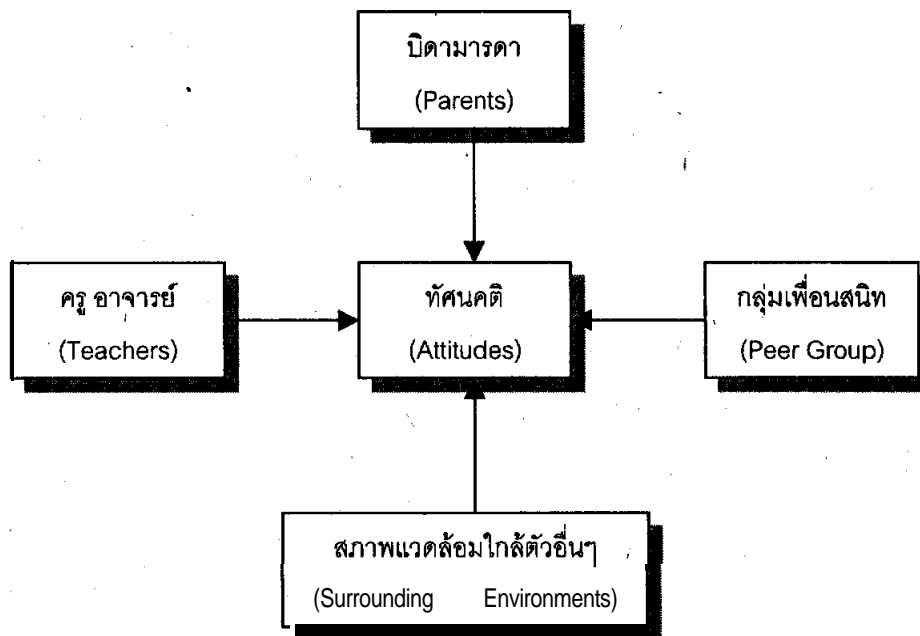 บิดามารดา
(Parents)
ครู อาจารย์
(Teachers)
ทัศนคติ
(Attitudes)
กลุ่มเพื่อนสนิท
(Peer Group)
สภาพแวดล้อมใกล้ตัวอื่นๆ
(Surrounding Environments)